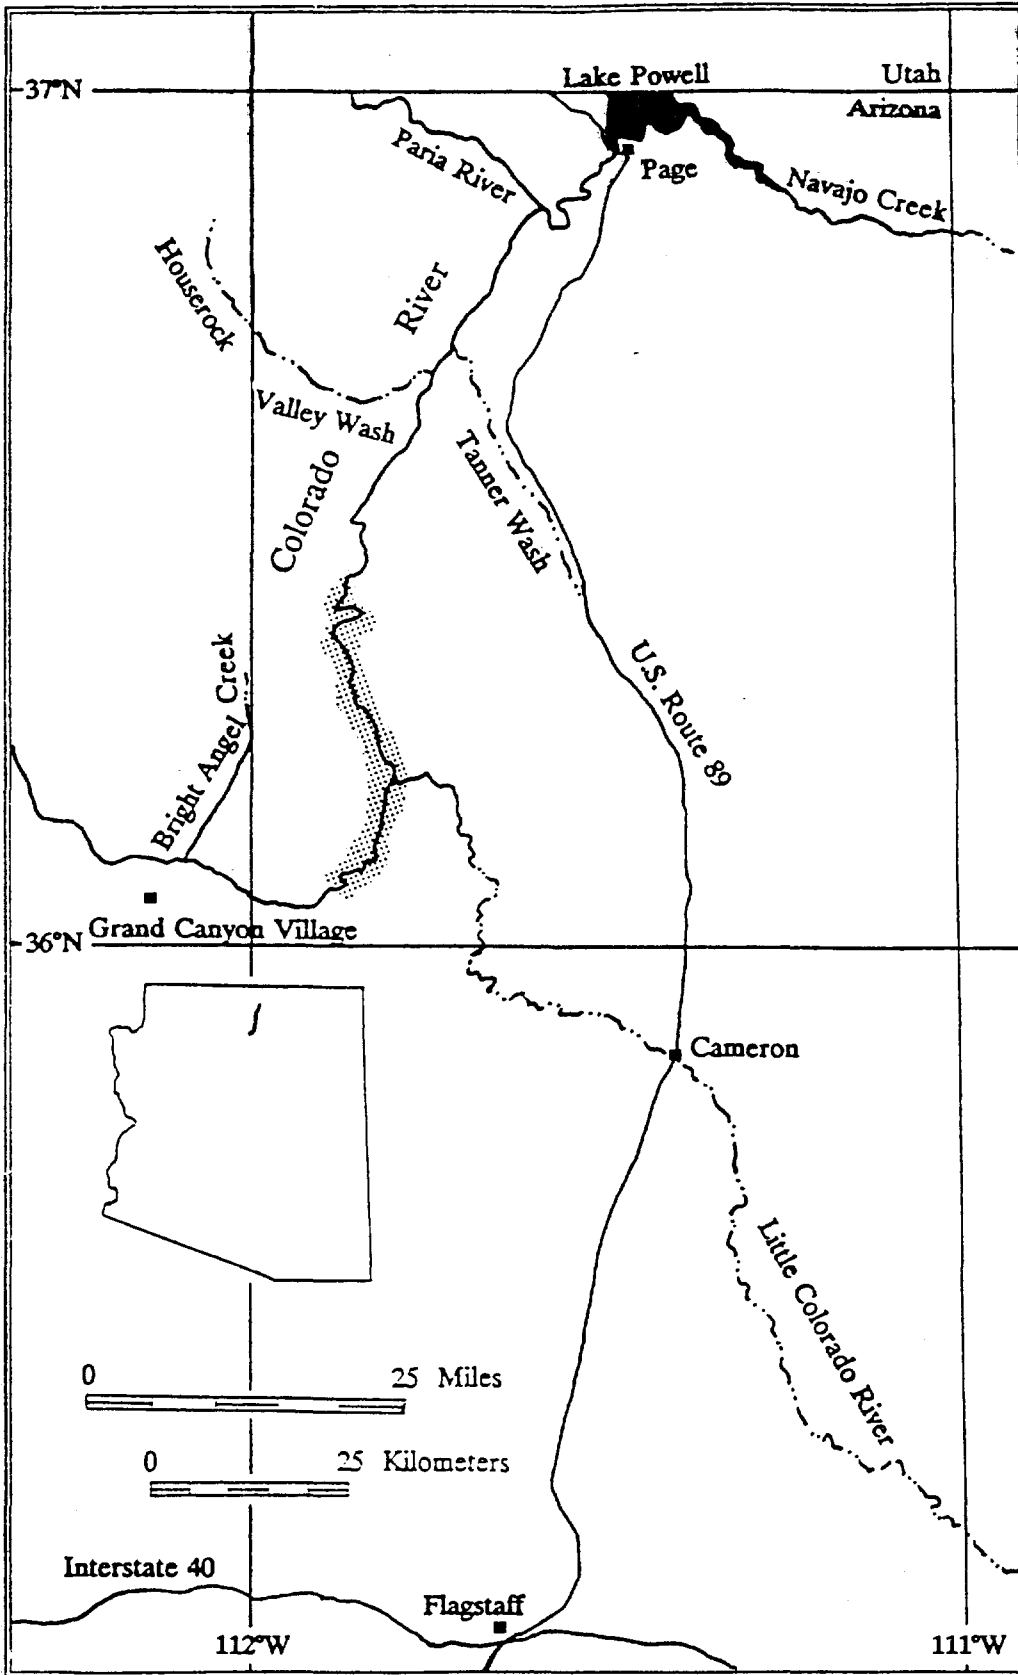 Lake Powell
Utah
37°N
Arizona
Paria River
Page
Navajo Creek
Houserock
River
Valley Wash
Colorado
Tanner Wash
U.S. Route 89
Bright Angel Creek
Grand Canyon Village
36°N
Cameron
Little Colorado River
0 25 Miles
0 25 Kilometers
Interstate 40
Flagstaff
112°W
111°W